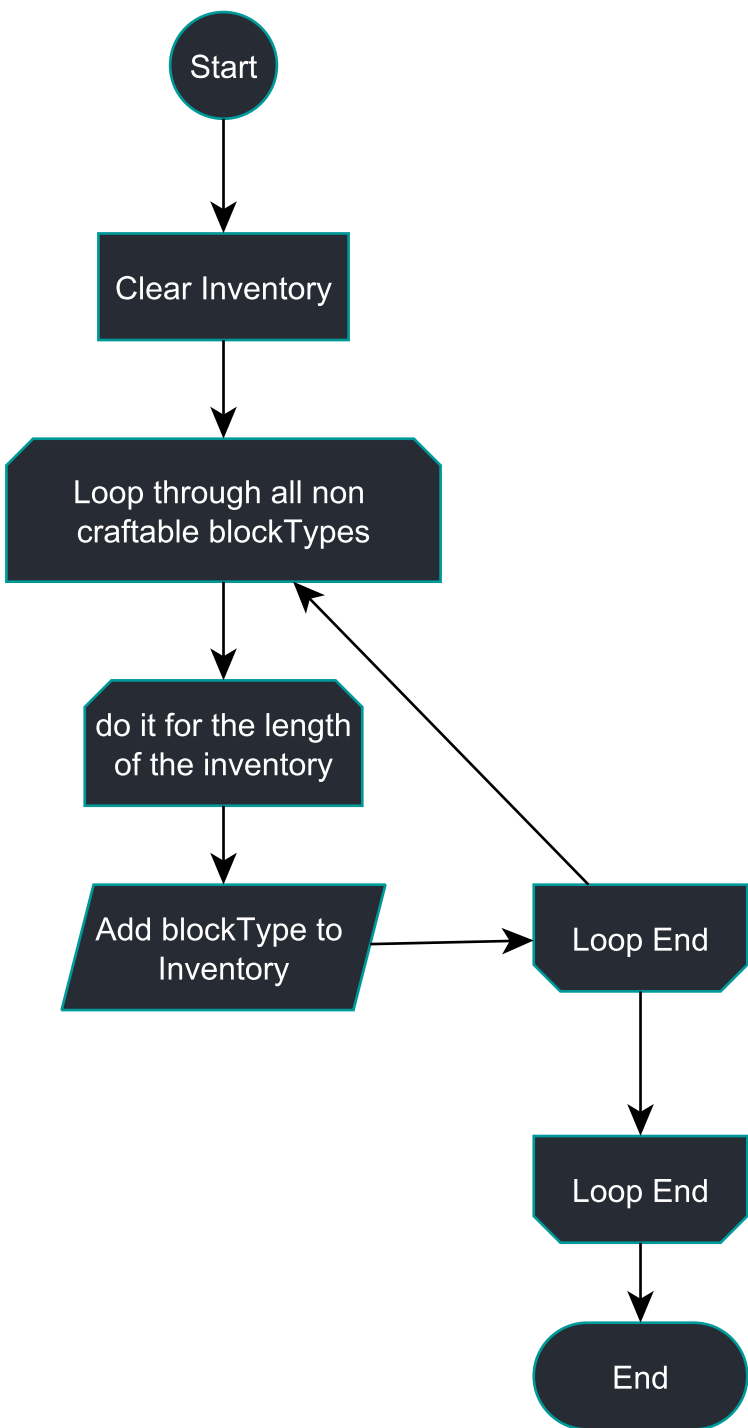 Start
Clear Inventory
Loop through all non
craftable blockTypes
do it for the length
of the inventory
Add blockType to
Inventory
Loop End
Loop End
End